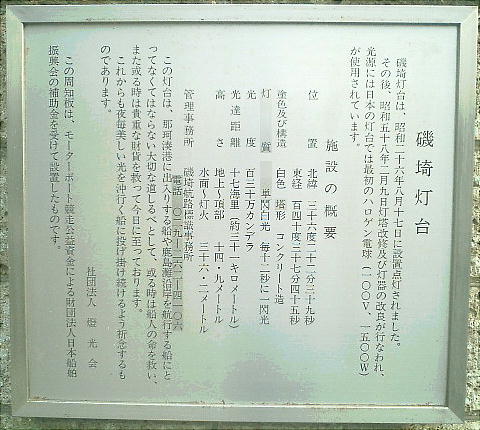 磯埼灯台
磯埼灯台は、昭和二十六年八月十七日に設置点灯されました。
その後、昭和五十八年二月九日灯塔改修及び灯器の改良が行なわれ、
光源には日本の灯台では最初のハロゲン電球(一〇〇V、一五〇〇W)
が使用されています。
施設の概要
位置 北緯 三十六度二十二分三十九秒
東経 百四十度三十七分四十五秒
塗色及び構造 白色 塔形 コンクリート造
灯質 単閃白光 毎十二秒に一閃光
光度 百三十万カンデラ
光達距離 十七海里(約三十一キロメートル)
高さ 地上〜頂部 十四・九メートル
水面〜灯火 三十六・二メートル
管理事務所 磯埼航路標識事務所
電話 〇二九二―六二―四一〇六
この灯台は、那珂湊港に出入りする船や鹿島灘沿岸を航行する船にと
ってなくてはならない大切な道しるべとして、或る時は船人の命を救い、
また或る時は貴重な財貨を救って今日に至っております。
これからも夜毎美しい光を沖行く船に投げ掛け続けるよう祈念するも
のであります。
社団法人 燈光会
この周知板は、モーターボート競走公益資金による財団法人日本船舶
振興会の補助金を受けて設置したものです。